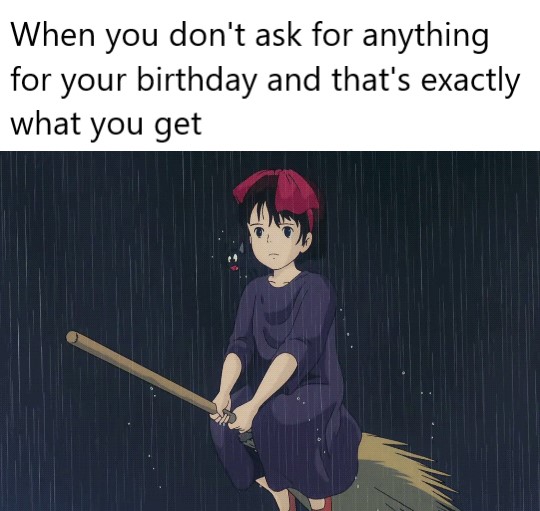 When you don't ask for anything
for your birthday and that's exactly
what you get